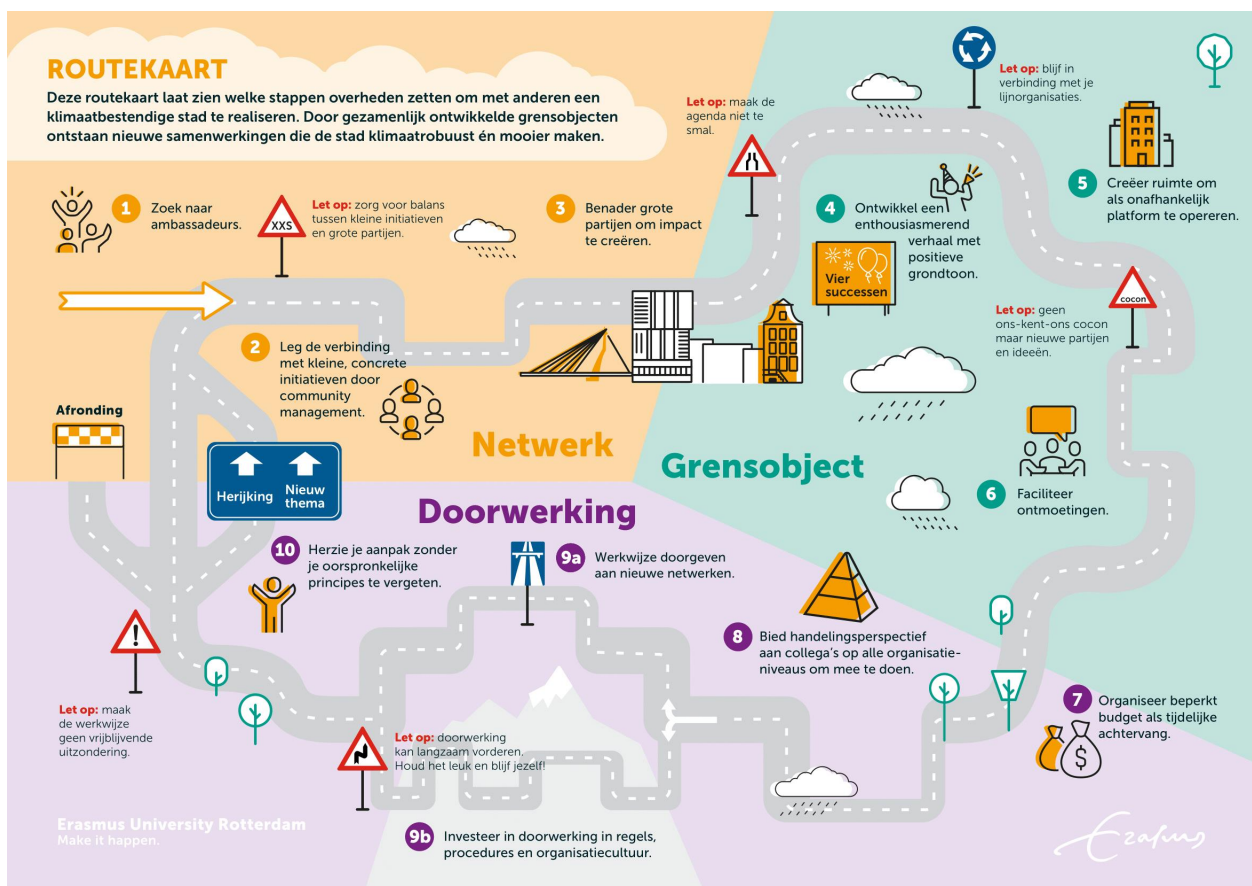 ROUTEKAART
Deze routekaart laat zien welke stappen overheden zetten om met anderen een
klimaatbestendige stad te realiseren. Door gezamenlijk ontwikkelde grensobjecten
ontstaan nieuwe samenwerkingen die de stad klimaatrobuust én mooier maken.
1
Zoek naar
ambassadeurs.
XXS
Let op: zorg voor balans
tussen kleine initiatieven
en grote partijen.
2
Leg de verbinding
met kleine, concrete
initiatieven door
community
management.
3
Benader grote
partijen om impact
te creëren.
Netwerk
Let op: maak de
agenda niet te
smal.
4
Ontwikkel een
enthousiasmerend
verhaal met
positieve
grondtoon.
Vier
successen
Let op: blijf in
verbinding met je
lijnorganisaties.
5
Creëer ruimte om
als onafhankelijk
platform te opereren.
cocon
Let op: geen
ons-kent-ons cocon
maar nieuwe partijen
en ideeën.
Grensobject
6
Faciliteer
ontmoetingen.
7
Organiseer beperkt
budget als tijdelijke
achtervang.
$
8
Bied handelingsperspectief
aan collega's op alle organisatie-
niveaus om mee te doen.
Doorwerking
9a
Werkwijze doorgeven
aan nieuwe netwerken.
Let op: doorwerking
kan langzaam vorderen.
Houd het leuk en blijf jezelf!
9b
Investeer in doorwerking in regels,
procedures en organisatiecultuur.
10
Herzie je aanpak zonder
je oorspronkelijke
principes te vergeten.
!
Let op: maak
de werkwijze
geen vrijblijvende
uitzondering.
Herijking
Nieuw
thema
Afronding
Erasmus University Rotterdam
Make it happen.
Erasmus